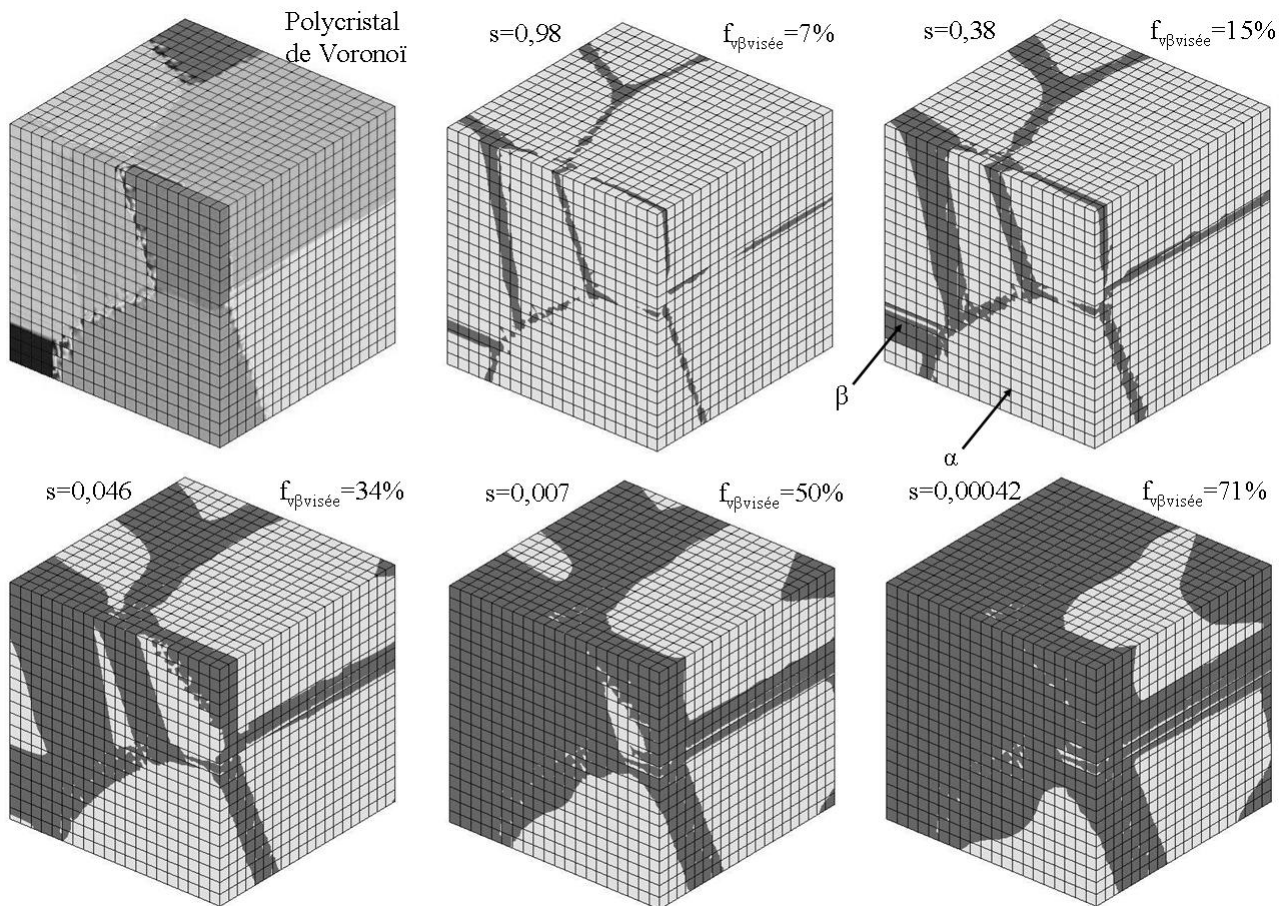 Polycristal
de Voronoï
s=0,98
fvβvisée=7%
s=0,38
fvβvisée=15%
β
α
s=0,046
fvβvisée=34%
s=0,007
fvβvisée=50%
s=0,00042
fvβvisée=71%